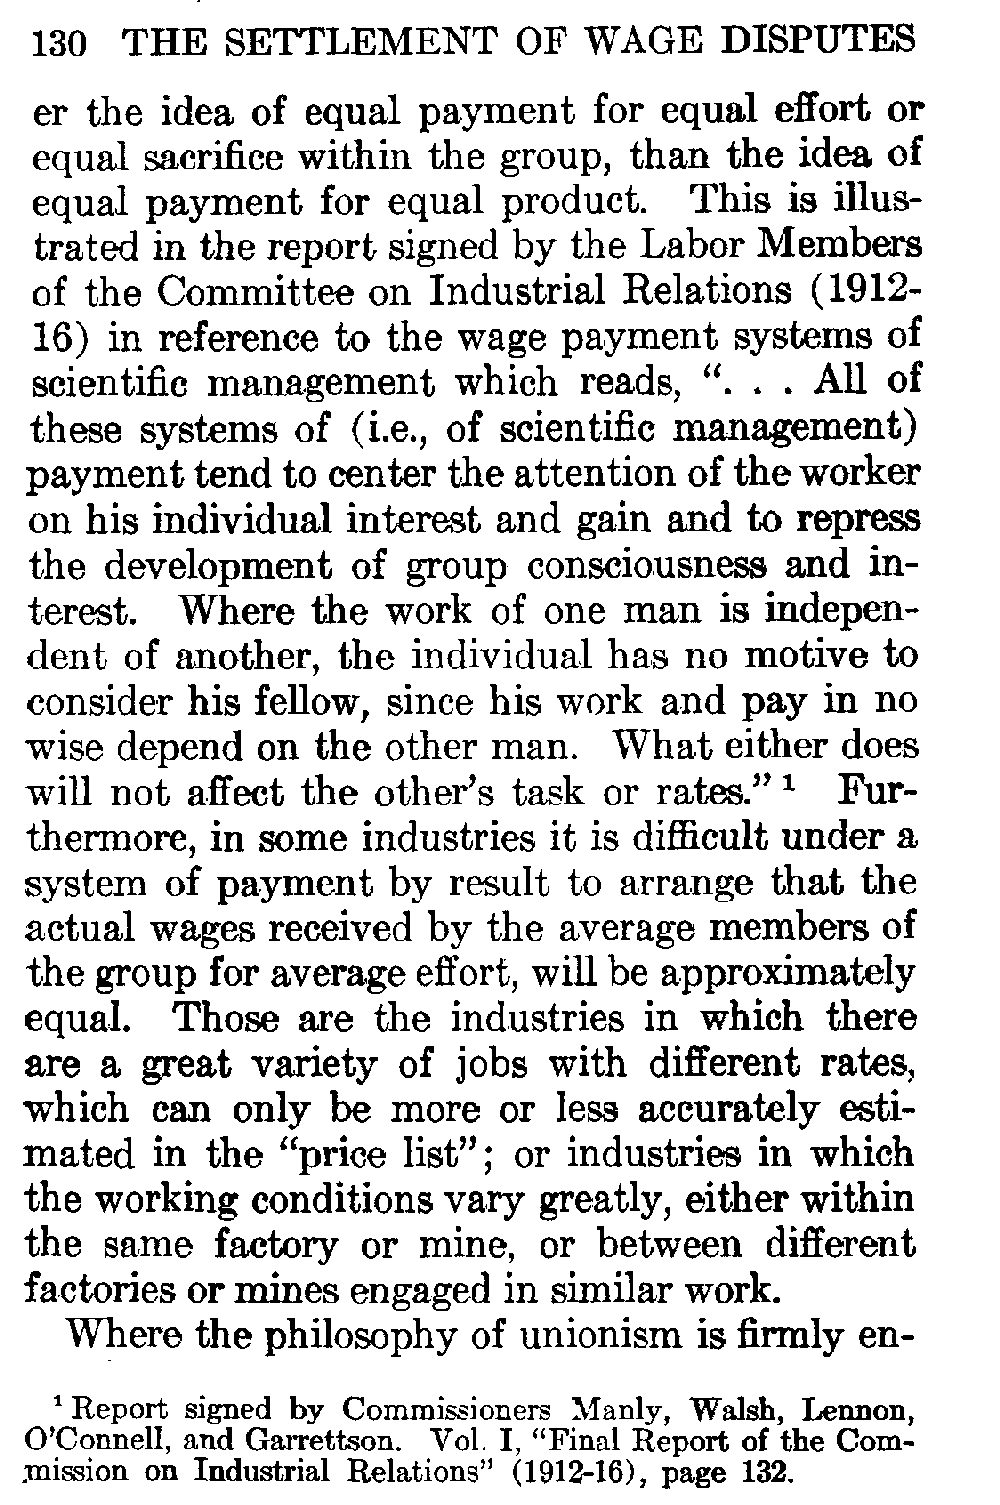 130 THE SETTLEMENT OF WAGE DISPUTES
er the idea of equal payment for equal effort or
equal sacrifice within the group, than the idea of
equal payment for equal product. This is illus-
trated in the report signed by the Labor Members
of the Committee on Industrial Relations (1912-
16) in reference to the wage payment systems of
scientific management which reads, “. . . All of
these systems of (i.e., of scientific management)
payment tend to center the attention of the worker
on his individual interest and gain and to repress
the development of group consciousness and in-
terest. Where the work of one man is indepen-
dent of another, the individual has no motive to
consider his fellow, since his work and pay in no
wise depend on the other man. What either does
will not affect the other's task or rates.” ¹ Fur-
thermore, in some industries it is difficult under a
system of payment by result to arrange that the
actual wages received by the average members of
the group for average effort, will be approximately
equal. Those are the industries in which there
are a great variety of jobs with different rates,
which can only be more or less accurately esti-
mated in the “price list”; or industries in which
the working conditions vary greatly, either within
the same factory or mine, or between different
factories or mines engaged in similar work.
Where the philosophy of unionism is firmly en-
¹ Report signed by Commissioners Manly, Walsh, Lennon,
O'Connell, and Garrettson. Vol. I, “Final Report of the Com-
mission on Industrial Relations” (1912-16), page 132.